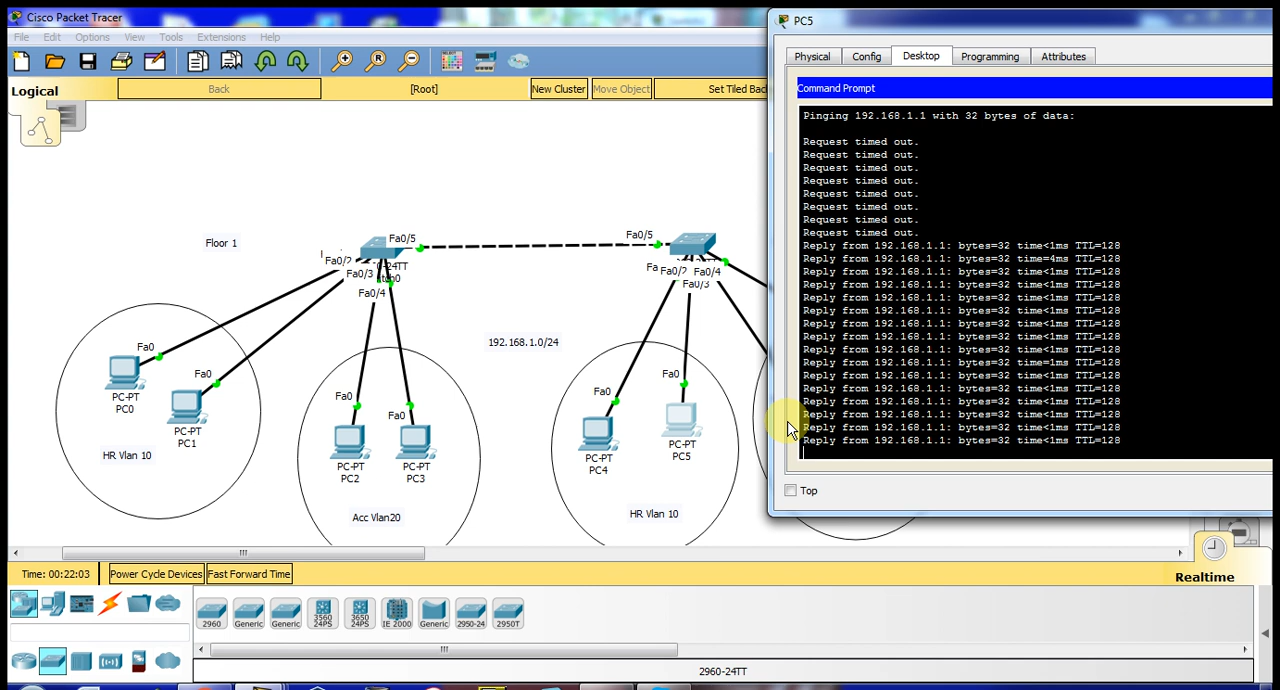 Cisco Packet Tracer
File Edit Options View Tools Extensions Help
Logical
Back
[Root]
New Cluster
Move Object
Set Tiled Back
Floor 1
Fa0/5
Fa0/5
Fa0/2
Fa0/3
Fa0/4
Fa0/2
Fa0/4
Fa0/3
192.168.1.0/24
Fa0
PC-PT
PC0
Fa0
PC-PT
PC1
HR Vlan 10
Fa0
PC-PT
PC2
Fa0
PC-PT
PC3
Acc Vlan20
Fa0
PC-PT
PC4
Fa0
PC-PT
PC5
HR Vlan 10
PC5
Physical Config Desktop Programming Attributes
Command Prompt
Pinging 192.168.1.1 with 32 bytes of data:
Request timed out.
Request timed out.
Request timed out.
Request timed out.
Request timed out.
Request timed out.
Request timed out.
Request timed out.
Reply from 192.168.1.1: bytes=32 time<1ms TTL=128
Reply from 192.168.1.1: bytes=32 time=4ms TTL=128
Reply from 192.168.1.1: bytes=32 time<1ms TTL=128
Reply from 192.168.1.1: bytes=32 time<1ms TTL=128
Reply from 192.168.1.1: bytes=32 time<1ms TTL=128
Reply from 192.168.1.1: bytes=32 time<1ms TTL=128
Reply from 192.168.1.1: bytes=32 time<1ms TTL=128
Reply from 192.168.1.1: bytes=32 time<1ms TTL=128
Reply from 192.168.1.1: bytes=32 time<1ms TTL=128
Reply from 192.168.1.1: bytes=32 time<1ms TTL=128
Reply from 192.168.1.1: bytes=32 time<1ms TTL=128
Reply from 192.168.1.1: bytes=32 time<1ms TTL=128
Reply from 192.168.1.1: bytes=32 time<1ms TTL=128
Reply from 192.168.1.1: bytes=32 time<1ms TTL=128
Reply from 192.168.1.1: bytes=32 time<1ms TTL=128
Reply from 192.168.1.1: bytes=32 time<1ms TTL=128
Top
Time: 00:22:03
Power Cycle Devices
Fast Forward Time
Realtime
2960
Generic
Generic
3560
24PS
3650
24PS
IE 2000
Generic
2950-24
2950T
2960-24TT